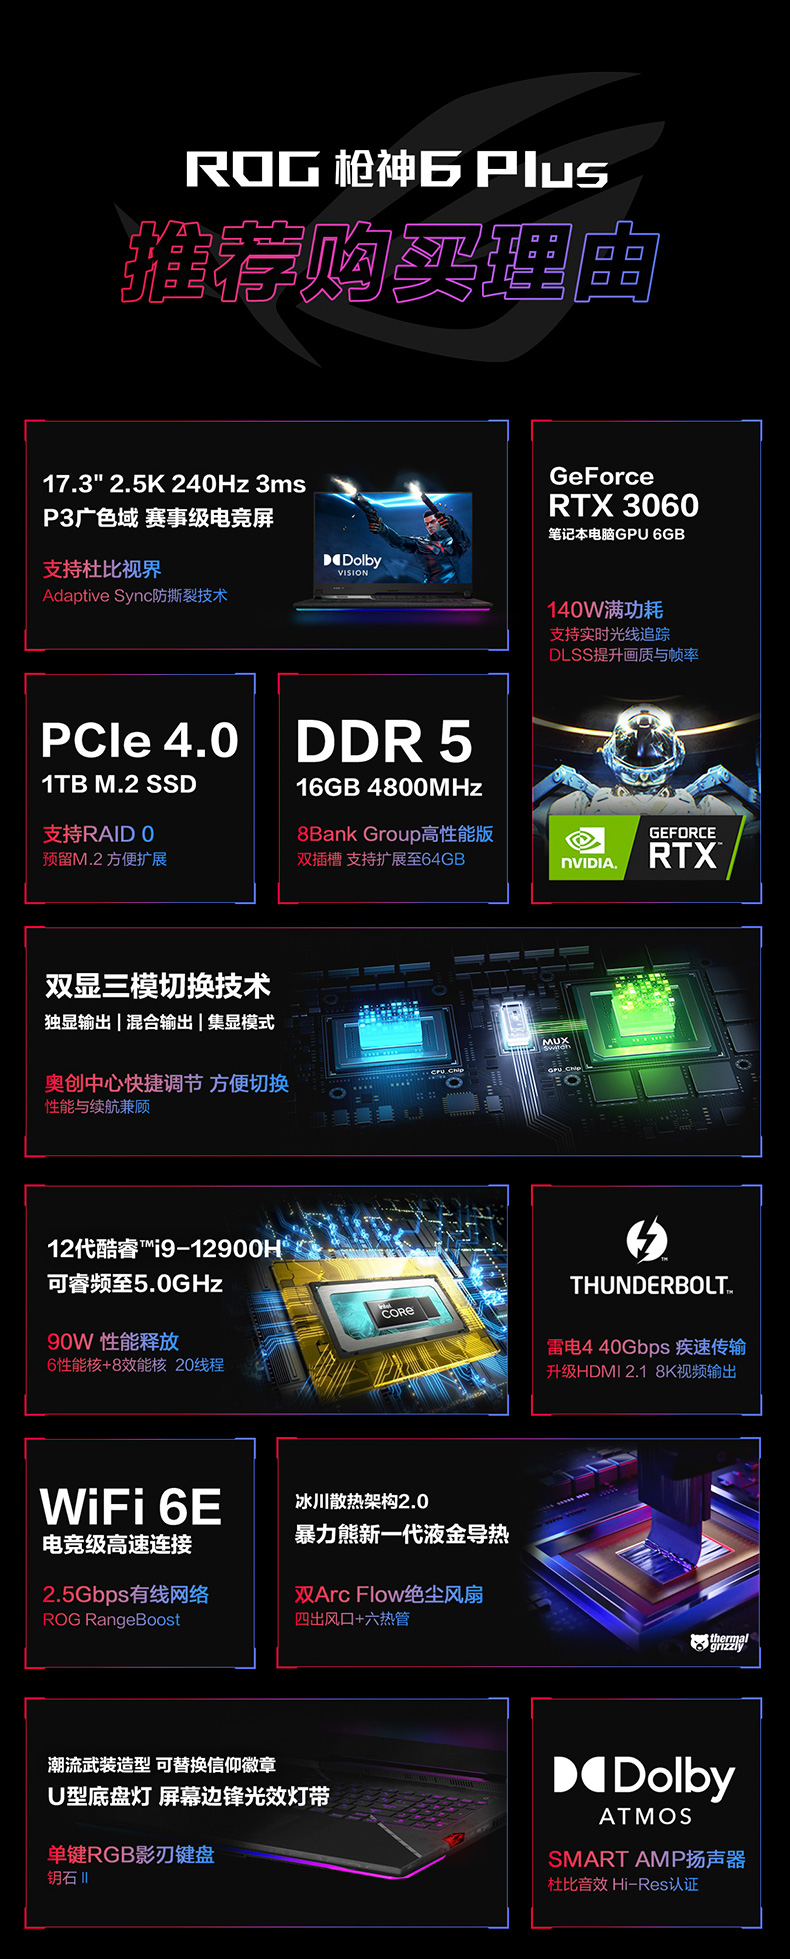 ROG 枪神6 Plus
推荐购买理由
17.3" 2.5K 240Hz 3ms
P3广色域 赛事级电竞屏
支持杜比视界
Adaptive Sync防撕裂技术
Dolby
VISION
GeForce
RTX 3060
笔记本电脑GPU 6GB
140W满功耗
支持实时光线追踪
DLSS提升画质与帧率
NVIDIA.
GEFORCE
RTX™
PCIe 4.0
1TB M.2 SSD
支持RAID 0
预留M.2 方便扩展
DDR 5
16GB 4800MHz
8Bank Group高性能版
双插槽 支持扩展至64GB
双显三模切换技术
独显输出 | 混合输出 | 集显模式
奥创中心快捷调节 方便切换
性能与续航兼顾
CPU_Chip
MUX
Switch
GPU_Chip
12代酷睿™i9-12900H
可睿频至5.0GHz
90W 性能释放
6性能核+8效能核 20线程
intel
CORe
THUNDERBOLT™
雷电4 40Gbps 疾速传输
升级HDMI 2.1 8K视频输出
WiFi 6E
电竞级高速连接
2.5Gbps有线网络
ROG RangeBoost
冰川散热架构2.0
暴力熊新一代液金导热
双Arc Flow绝尘风扇
四出风口+六热管
thermal
grizzly
潮流武装造型 可替换信仰徽章
U型底盘灯 屏幕边锋光效灯带
单键RGB影刃键盘
钥石 II
Dolby
ATMOS
SMART AMP扬声器
杜比音效 Hi-Res认证